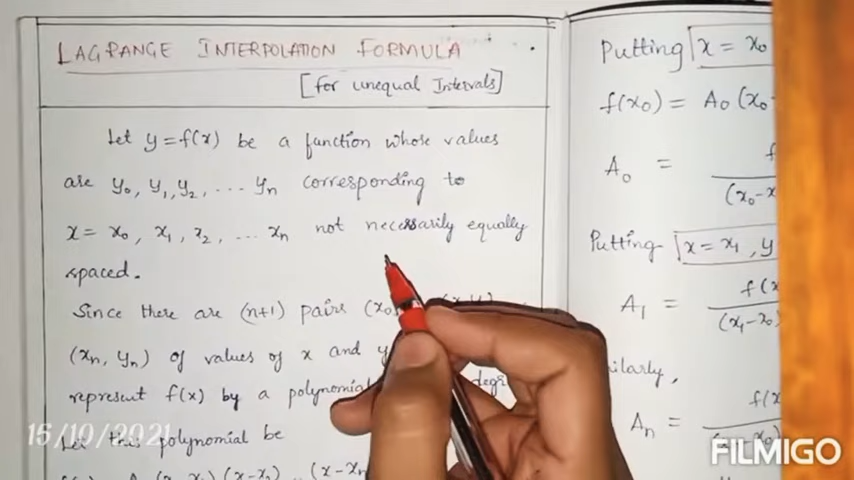 LAGRANGE INTERPOLATION FORMULA
[for unequal Intervals]
Let y = f(x) be a function whose values
are y₀, y₁, y₂, ... yₙ corresponding to
x = x₀, x₁, x₂, ... xₙ not necessarily equally
spaced.
Since there are (n+1) pairs (x₀
(xₙ, yₙ) of values of x and y
represent f(x) by a polynomial
Let this polynomial be
(x-x₂) (x-xₙ
Putting x = x₀
f(x₀) = A₀ (x₀-
A₀ =
(x₀-x
Putting x = x₁, y
f(x
A₁ =
(x₁-x₀)
f(x
Aₙ =
15/10/2021
FILMIGO